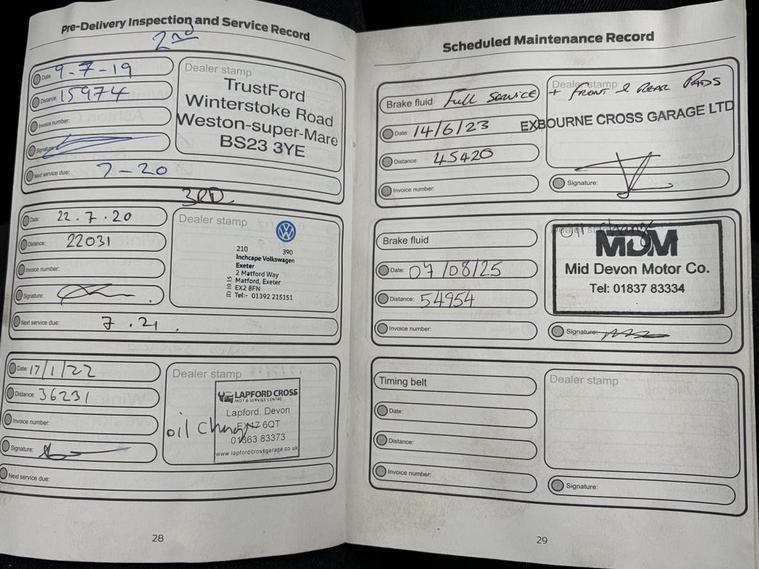 Pre-Delivery Inspection and Service Record
2nd
Date: 9-7-19
Distance: 15974
Invoice number:
Signature:
Next service due: 7-20
Dealer stamp
TrustFord
Winterstoke Road
Weston-super-Mare
BS23 3YE
3RD
Date: 22.7.20
Distance: 22031
Invoice number:
Signature:
Next service due: 7.21.
Dealer stamp
210 390
Inchcape Volkswagen
Exeter
2 Matford Way
Matford, Exeter
EX2 8FN
Tel:- 01392 215151
Date: 17/1/22
Distance: 36231
Invoice number:
Signature:
Next service due:
Dealer stamp
LAPFORD CROSS
MOT & SERVICE CENTRE
Lapford, Devon
EX17 6QT
oil Change
01363 83373
www.lapfordcrossgarage.co.uk
28
Scheduled Maintenance Record
Brake fluid Full Service
Date: 14/6/23
Distance: 45420
Invoice number:
Dealer stamp
+ FRONT & REAR PADS
EXBOURNE CROSS GARAGE LTD
Signature:
Brake fluid
Date: 07/08/25
Distance: 54954
Invoice number:
Dealer stamp
MDM
Mid Devon Motor Co.
Tel: 01837 83334
Signature:
Timing belt
Date:
Distance:
Invoice number:
Dealer stamp
Signature:
29